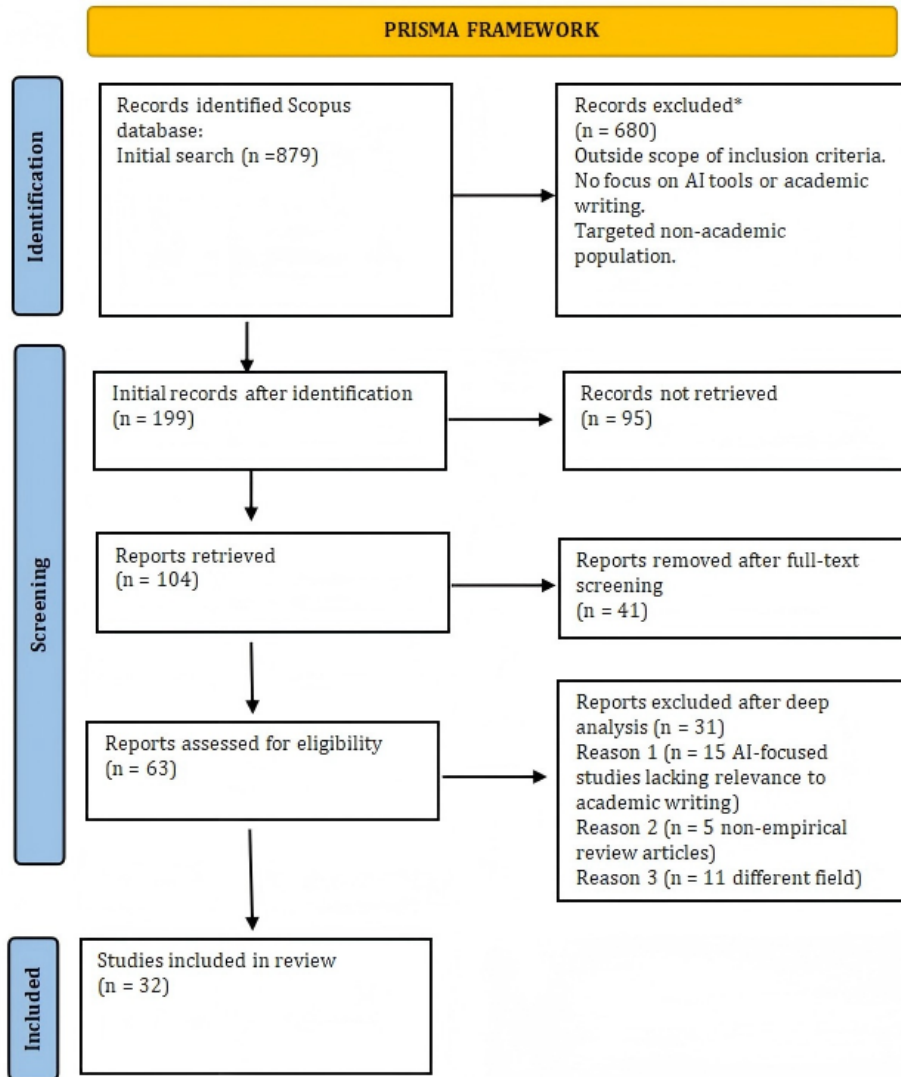 PRISMA FRAMEWORK
Identification
Records identified Scopus
database:
Initial search (n =879)
Records excluded*
(n = 680)
Outside scope of inclusion criteria.
No focus on AI tools or academic
writing.
Targeted non-academic
population.
Screening
Initial records after identification
(n = 199)
Records not retrieved
(n = 95)
Reports retrieved
(n = 104)
Reports removed after full-text
screening
(n = 41)
Reports assessed for eligibility
(n = 63)
Reports excluded after deep
analysis (n = 31)
Reason 1 (n = 15 AI-focused
studies lacking relevance to
academic writing)
Reason 2 (n = 5 non-empirical
review articles)
Reason 3 (n = 11 different field)
Included
Studies included in review
(n = 32)